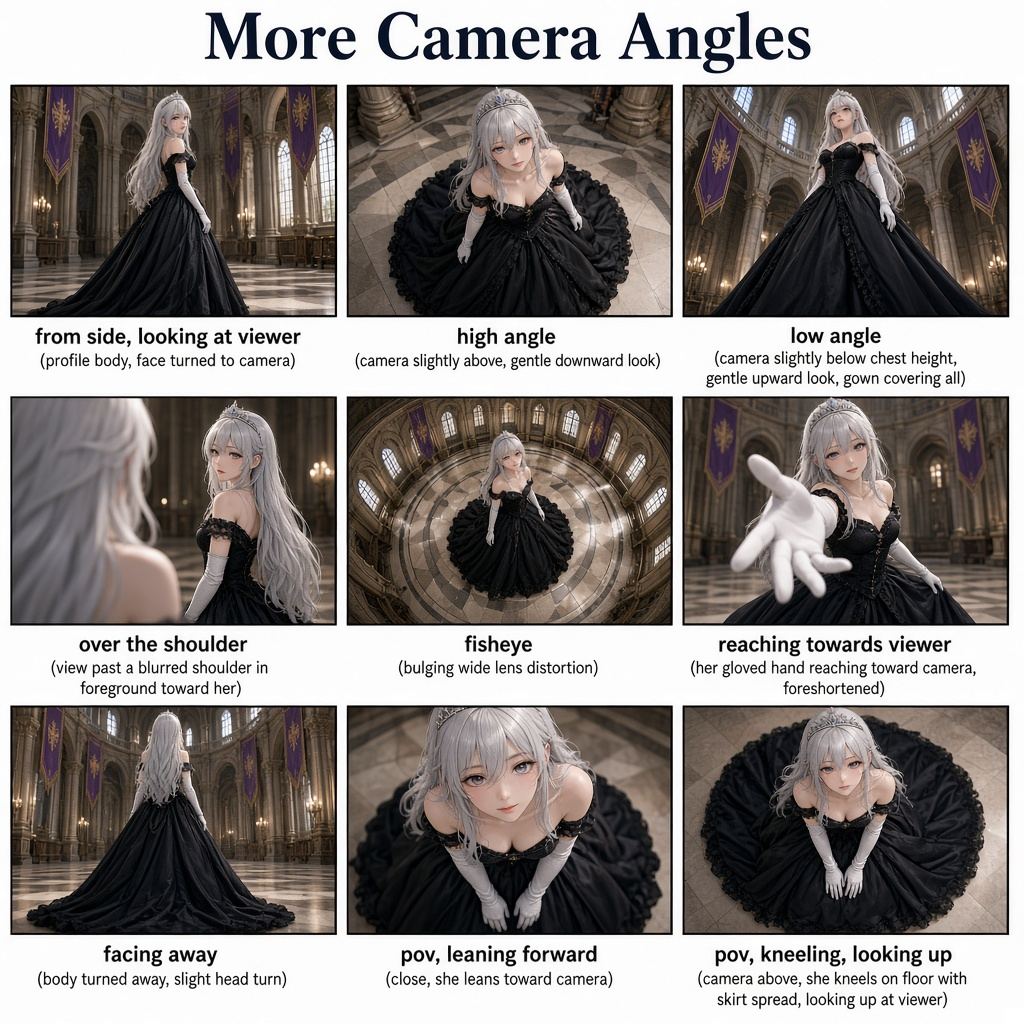 More Camera Angles
from side, looking at viewer
(profile body, face turned to camera)
high angle
(camera slightly above, gentle downward look)
low angle
(camera slightly below chest height,
gentle upward look, gown covering all)
over the shoulder
(view past a blurred shoulder in
foreground toward her)
fisheye
(bulging wide lens distortion)
reaching towards viewer
(her gloved hand reaching toward camera,
foreshortened)
facing away
(body turned away, slight head turn)
pov, leaning forward
(close, she leans toward camera)
pov, kneeling, looking up
(camera above, she kneels on floor with
skirt spread, looking up at viewer)